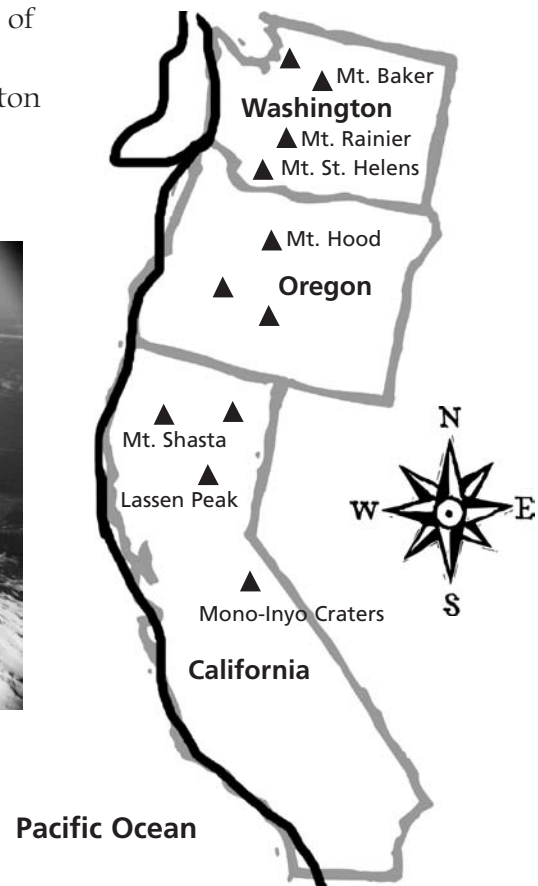 of
ton
Mt. Baker
Washington
Mt. Rainier
Mt. St. Helens
Mt. Hood
Oregon
Mt. Shasta
Lassen Peak
N
W
E
S
Mono-Inyo Craters
California
Pacific Ocean